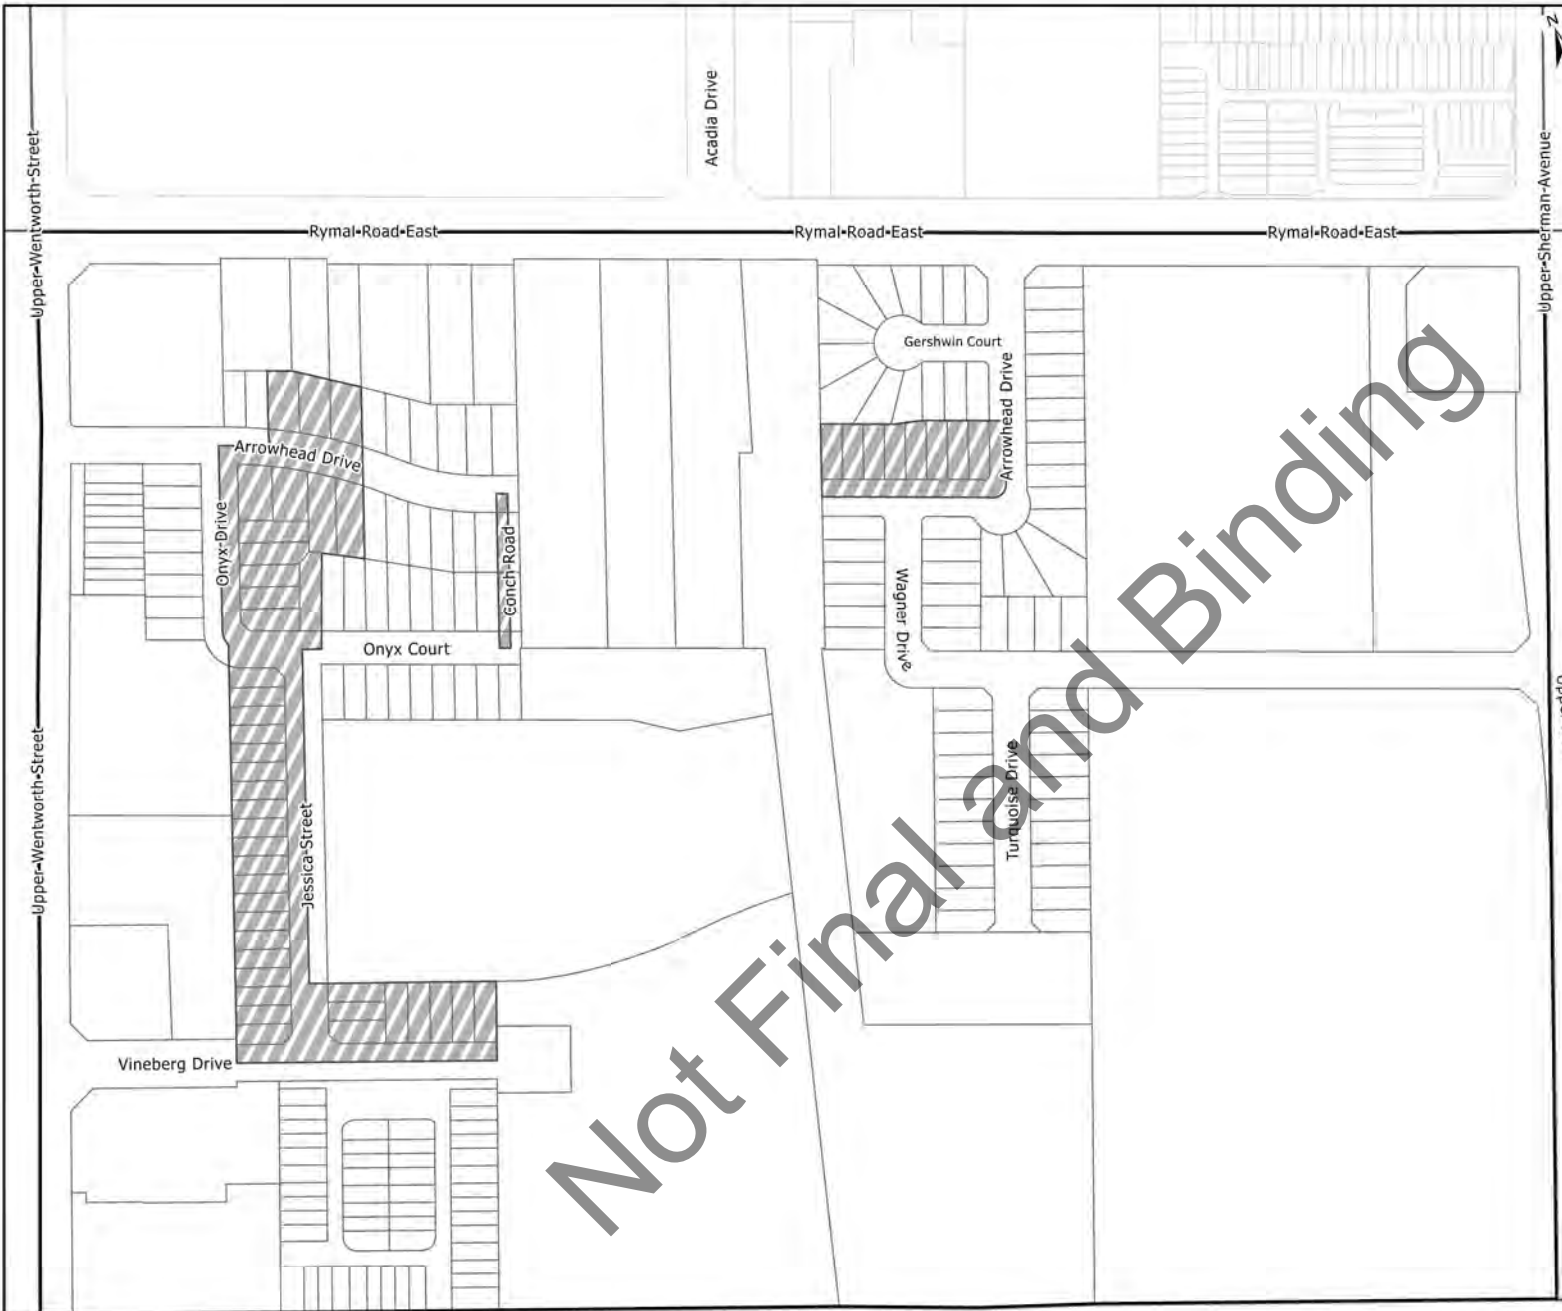 N
Acadia Drive
Upper-Wentworth-Street
Upper-Sherman-Avenue
Rymal-Road-East
Rymal-Road-East
Rymal-Road-East
Gershwin Court
Arrowhead Drive
Arrowhead Drive
Onyx-Drive
Conch-Road
Wagner Drive
Onyx Court
Turquoise Drive
Upper-Wentworth-Street
Jessica-Street
Vineberg Drive
Not Final and Binding